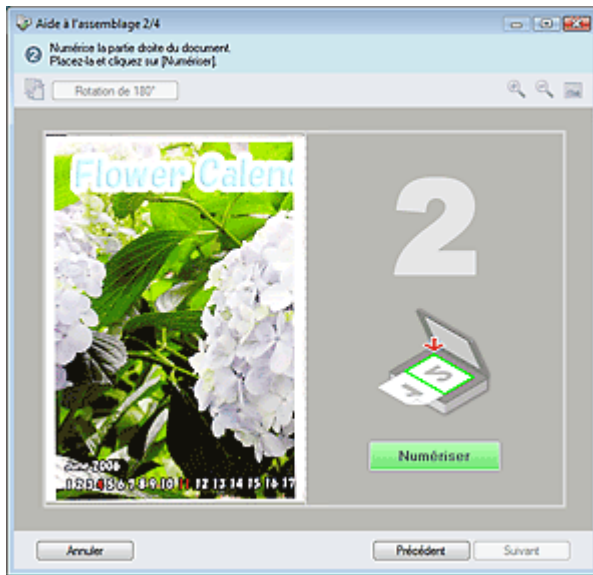 Aide à l'assemblage 2/4
2 Numérise la partie droite du document.
Placez-la et cliquez sur [Numériser].
Rotation de 180°
Flower Calend
2
June 2006
1 2 3 4 5 6 7 8 9 10 11 12 13 14 15 16 17
Numériser
Annuler
Précédent
Suivant